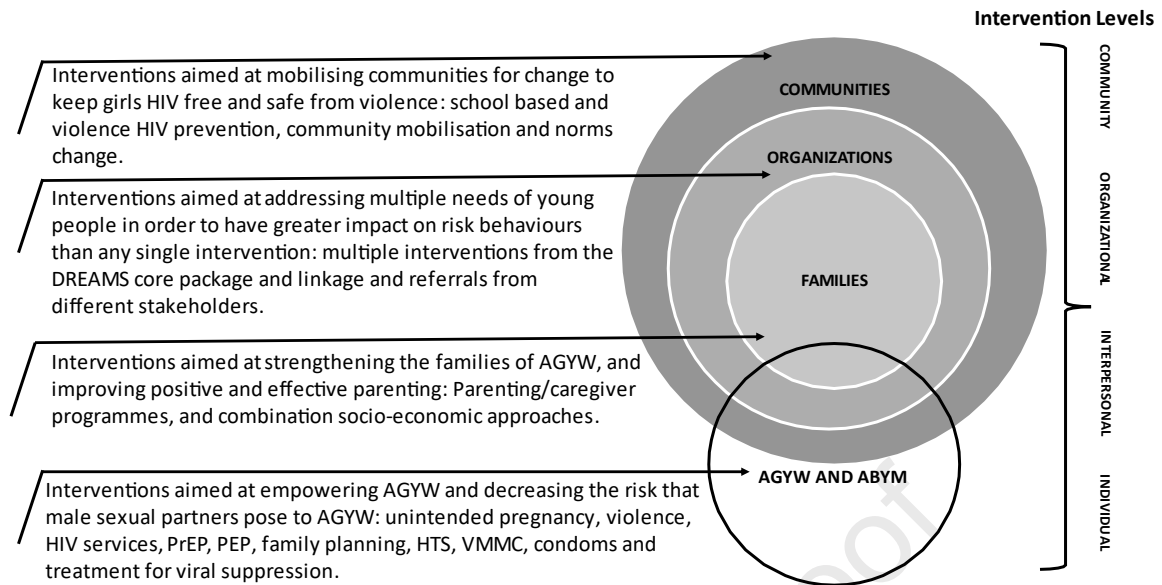 Intervention Levels
Interventions aimed at mobilising communities for change to
keep girls HIV free and safe from violence: school based and
violence HIV prevention, community mobilisation and norms
change.
Interventions aimed at addressing multiple needs of young
people in order to have greater impact on risk behaviours
than any single intervention: multiple interventions from the
DREAMS core package and linkage and referrals from
different stakeholders.
Interventions aimed at strengthening the families of AGYW, and
improving positive and effective parenting: Parenting/caregiver
programmes, and combination socio-economic approaches.
Interventions aimed at empowering AGYW and decreasing the risk that
male sexual partners pose to AGYW: unintended pregnancy, violence,
HIV services, PrEP, PEP, family planning, HTS, VMMC, condoms and
treatment for viral suppression.
COMMUNITIES
ORGANIZATIONS
FAMILIES
AGYW AND ABYM
COMMUNITY
ORGANIZATIONAL
INTERPERSONAL
INDIVIDUAL